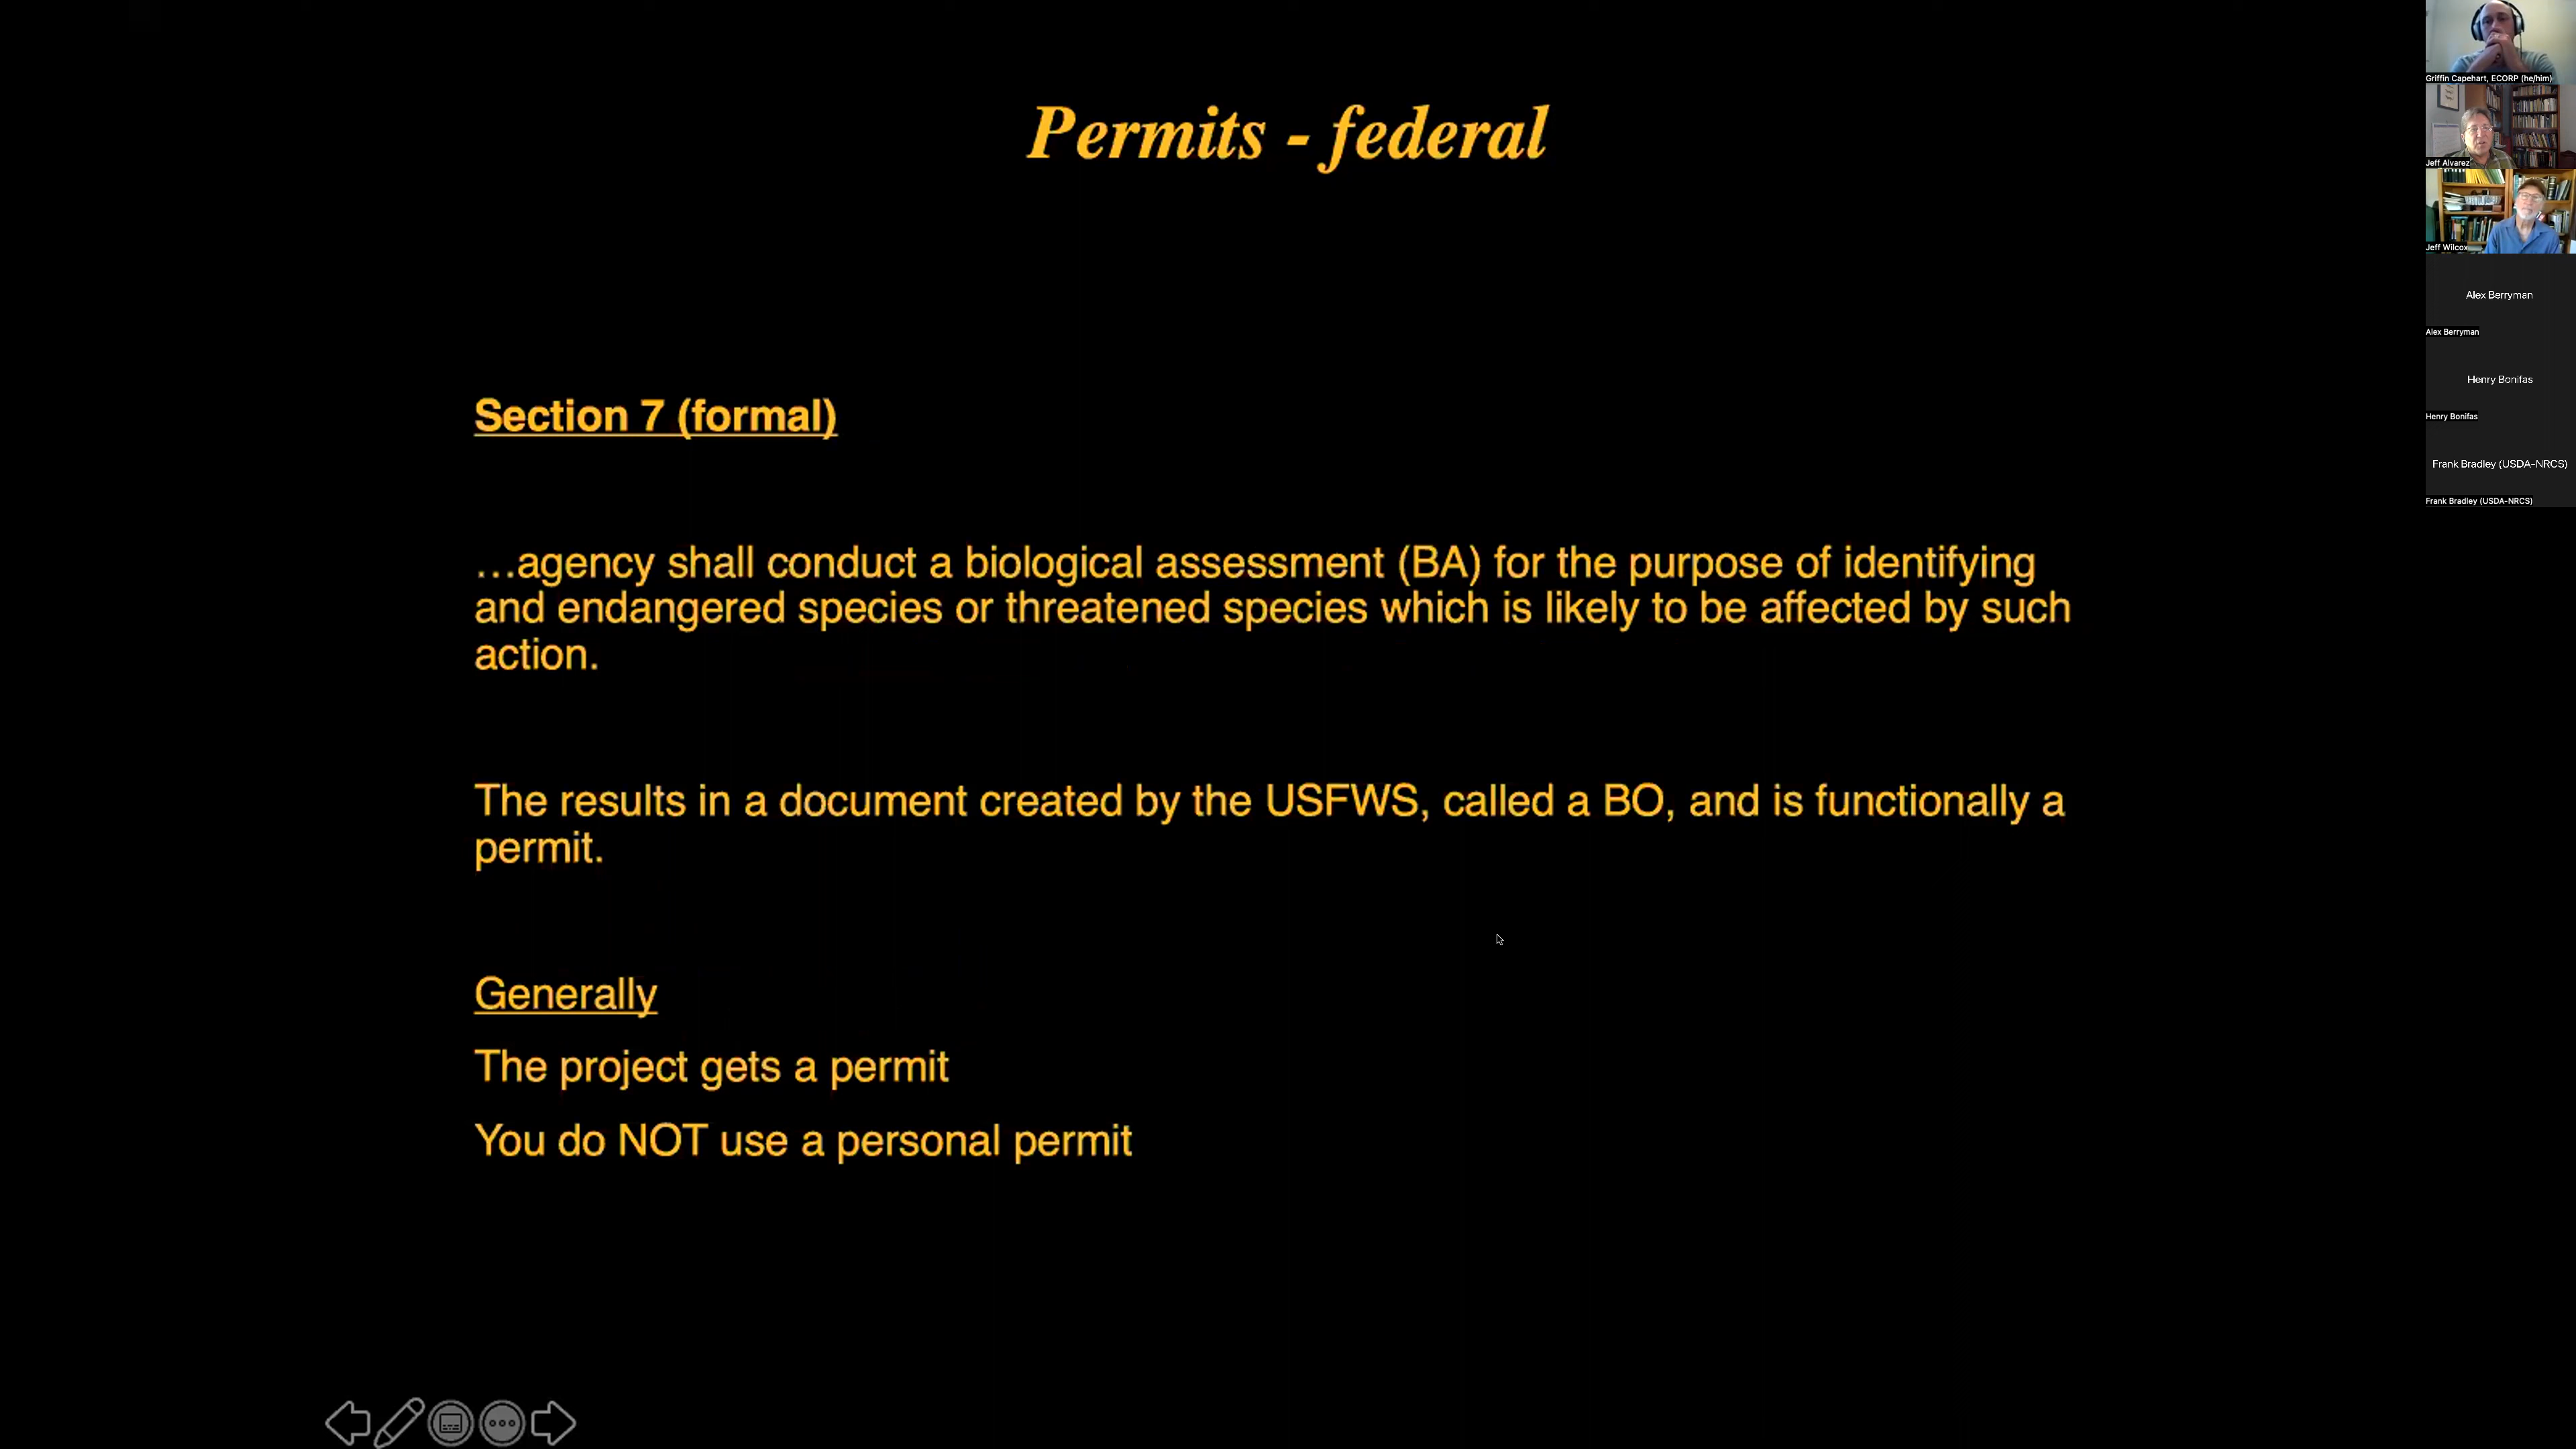 Permits - federal
Section 7 (formal)
…agency shall conduct a biological assessment (BA) for the purpose of identifying
and endangered species or threatened species which is likely to be affected by such
action.
The results in a document created by the USFWS, called a BO, and is functionally a
permit.
Generally
The project gets a permit
You do NOT use a personal permit
Griffin Capehart, ECORP (he/him)
Jeff Alvarez
Jeff Wilcox
Alex Berryman
Alex Berryman
Henry Bonifas
Henry Bonifas
Frank Bradley (USDA-NRCS)
Frank Bradley (USDA-NRCS)